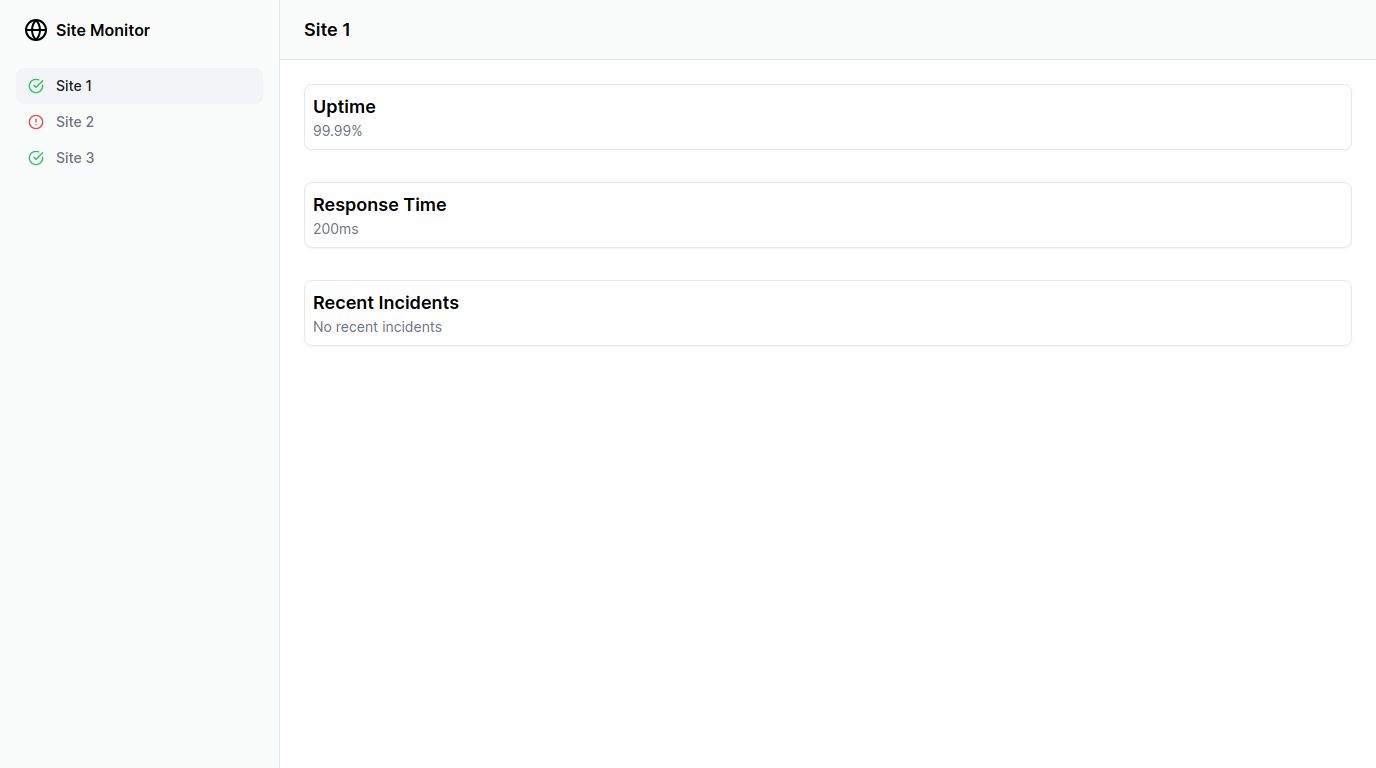 Site Monitor
Site 1
Site 2
Site 3
Site 1
Uptime
99.99%
Response Time
200ms
Recent Incidents
No recent incidents